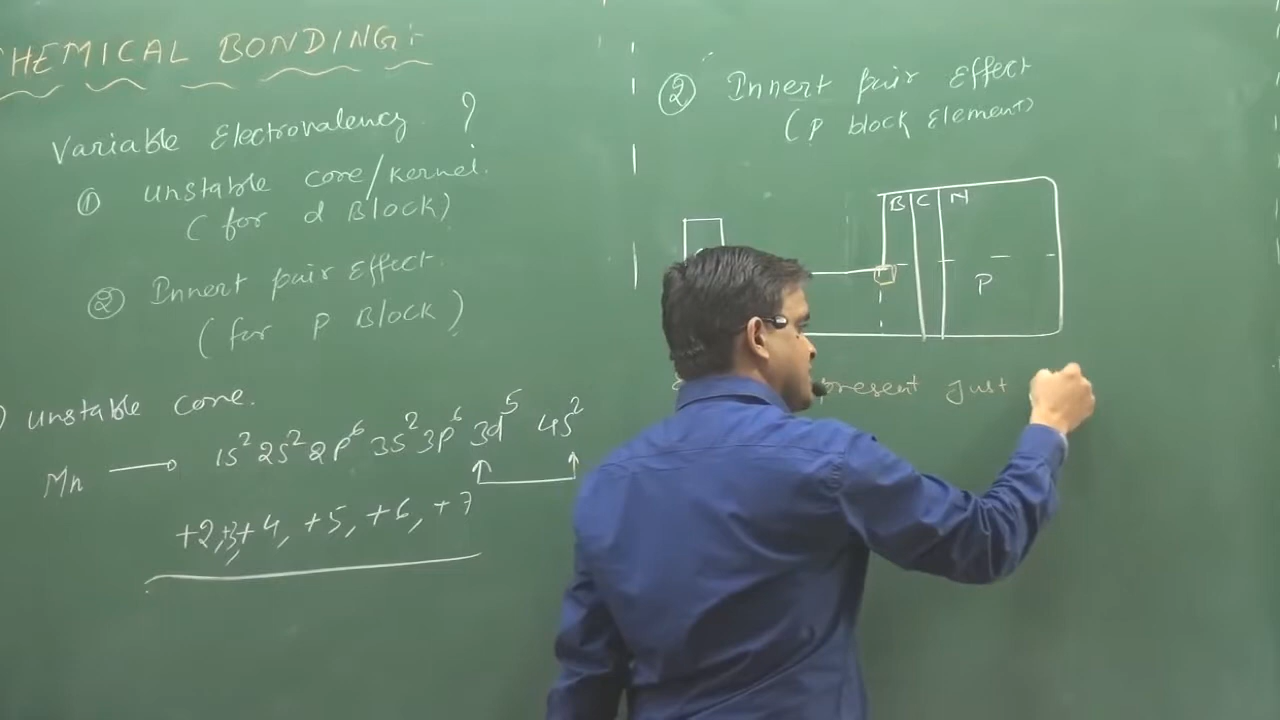 CHEMICAL BONDING:-
Variable Electrovalency ?
① unstable core/kernel.
( for d Block)
② Innert pair Effect.
( for P Block )
unstable core.
Mn → 1s² 2s² 2p⁶ 3s² 3p⁶ 3d⁵ 4s²
+2,+3,+4, +5, +6, +7
② Innert pair Effect
( P block Element)
B C N
P
present just